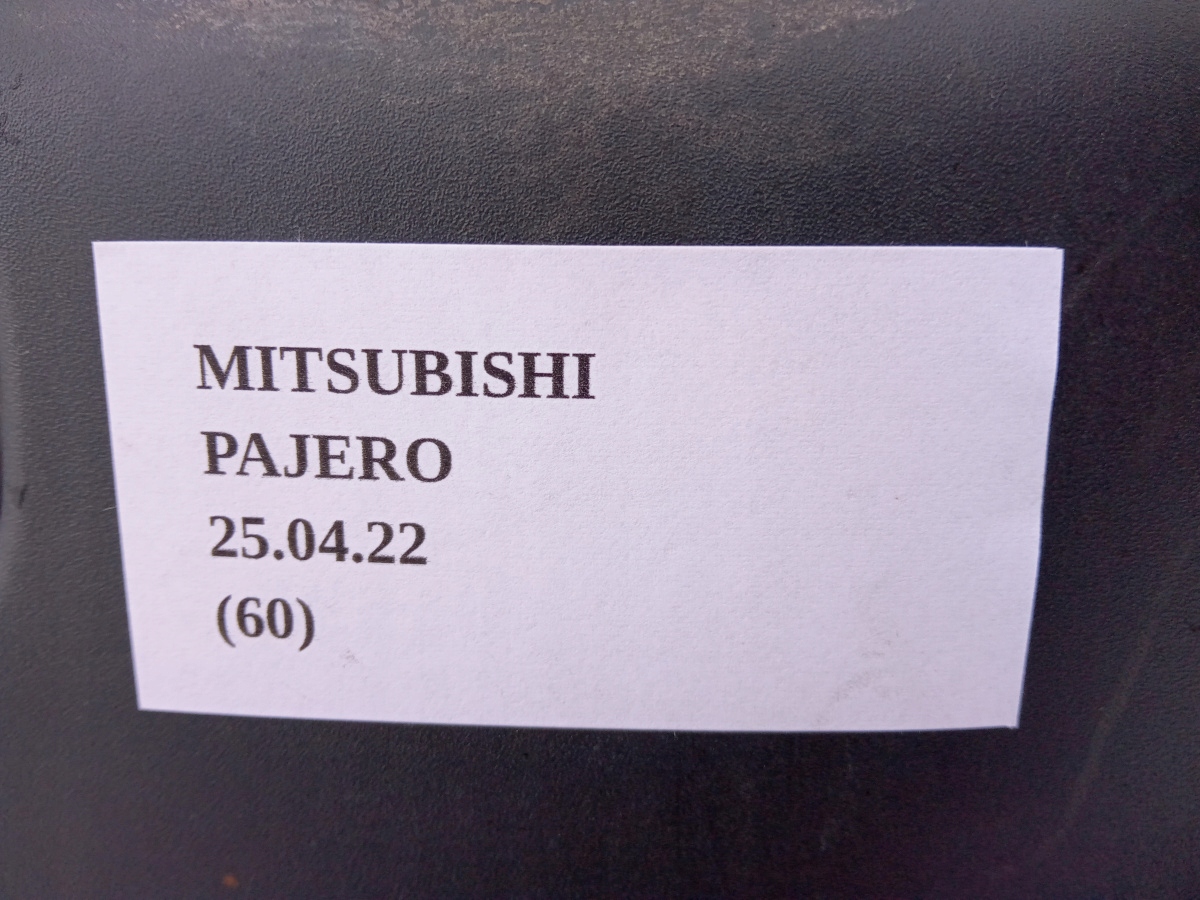 MITSUBISHI
PAJERO
25.04.22
(60)